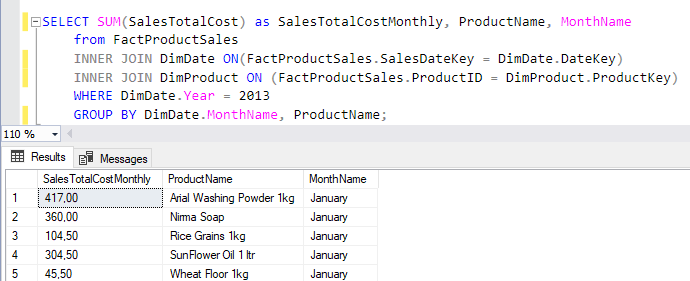 SELECT SUM(SalesTotalCost) as SalesTotalCostMonthly, ProductName, MonthName
from FactProductSales
INNER JOIN DimDate ON(FactProductSales.SalesDateKey = DimDate.DateKey)
INNER JOIN DimProduct ON (FactProductSales.ProductID = DimProduct.ProductKey)
WHERE DimDate.Year = 2013
GROUP BY DimDate.MonthName, ProductName;
110 %
Results Messages
SalesTotalCostMonthly ProductName MonthName
1 417,00 Arial Washing Powder 1kg January
2 360,00 Nirma Soap January
3 104,50 Rice Grains 1kg January
4 304,50 SunFlower Oil 1 ltr January
5 45,50 Wheat Floor 1kg January